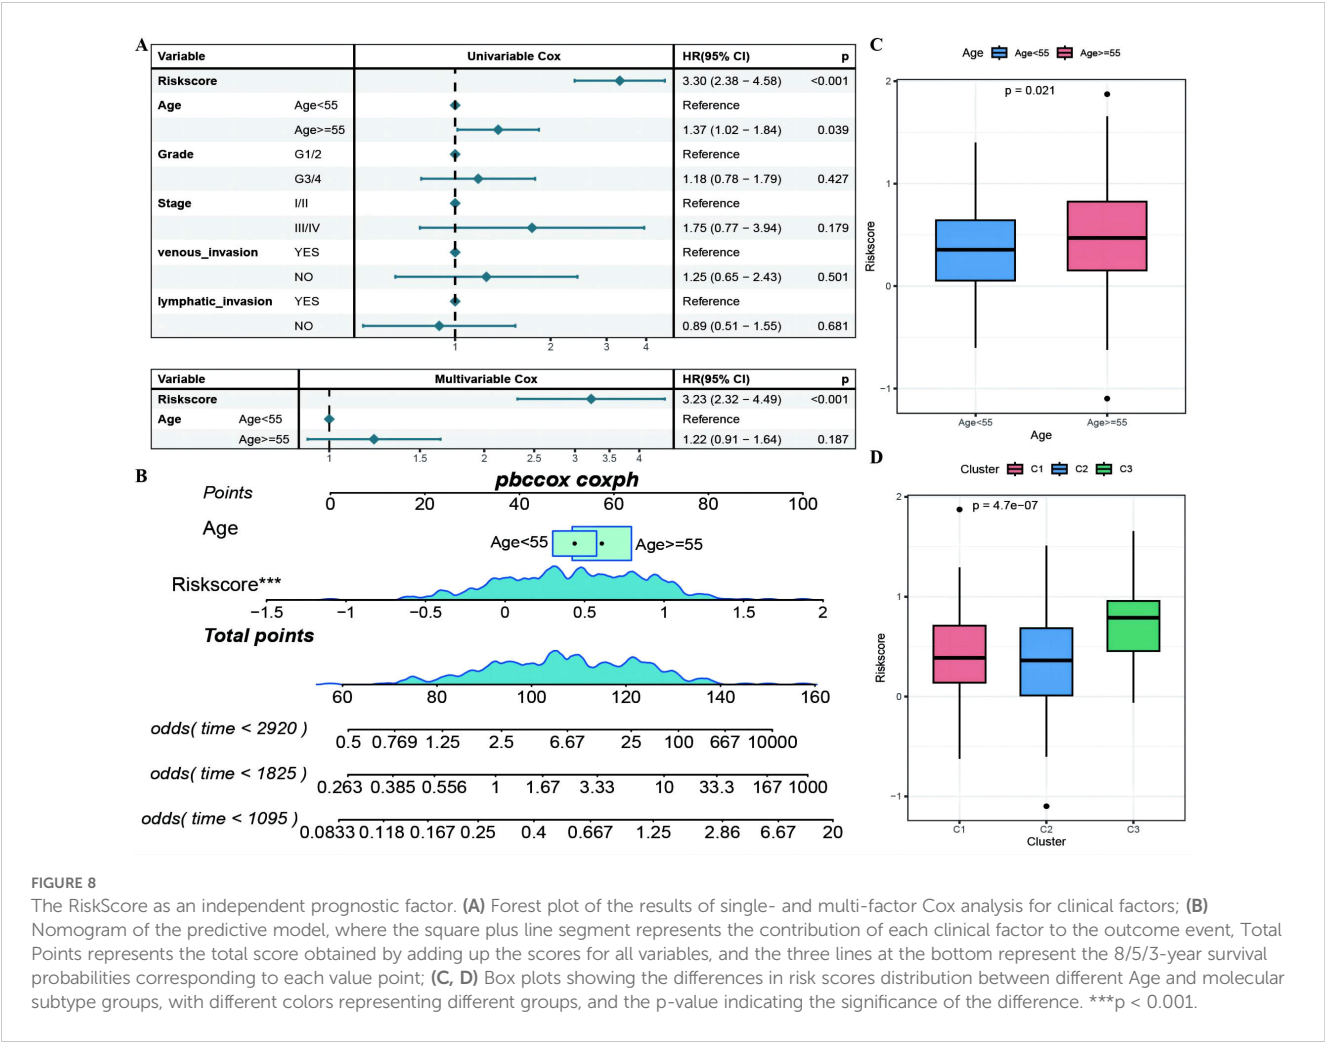 A
Variable Univariable Cox HR(95% CI) p
Riskscore 3.30 (2.38 − 4.58) <0.001
Age Age<55 Reference
Age>=55 1.37 (1.02 − 1.84) 0.039
Grade G1/2 Reference
G3/4 1.18 (0.78 − 1.79) 0.427
Stage I/II Reference
III/IV 1.75 (0.77 − 3.94) 0.179
venous_invasion YES Reference
NO 1.25 (0.65 − 2.43) 0.501
lymphatic_invasion YES Reference
NO 0.89 (0.51 − 1.55) 0.681
1 2 3 4
Variable Multivariable Cox HR(95% CI) p
Riskscore 3.23 (2.32 − 4.49) <0.001
Age Age<55 Reference
Age>=55 1.22 (0.91 − 1.64) 0.187
1 1.5 2 2.5 3 3.5 4
B
pbccox coxph
Points 0 20 40 60 80 100
Age
Age<55 Age>=55
Riskscore***
−1.5 −1 −0.5 0 0.5 1 1.5 2
Total points
60 80 100 120 140 160
odds( time < 2920 )
0.5 0.769 1.25 2.5 6.67 25 100 667 10000
odds( time < 1825 )
0.263 0.385 0.556 1 1.67 3.33 10 33.3 167 1000
odds( time < 1095 )
0.0833 0.118 0.167 0.25 0.4 0.667 1.25 2.86 6.67 20
C
Age Age<55 Age>=55
p = 0.021
2
1
0
−1
Riskscore
Age<55 Age>=55
Age
D
Cluster C1 C2 C3
p = 4.7e−07
2
1
0
−1
Riskscore
C1 C2 C3
Cluster
FIGURE 8
The RiskScore as an independent prognostic factor. (A) Forest plot of the results of single- and multi-factor Cox analysis for clinical factors; (B)
Nomogram of the predictive model, where the square plus line segment represents the contribution of each clinical factor to the outcome event, Total
Points represents the total score obtained by adding up the scores for all variables, and the three lines at the bottom represent the 8/5/3-year survival
probabilities corresponding to each value point; (C, D) Box plots showing the differences in risk scores distribution between different Age and molecular
subtype groups, with different colors representing different groups, and the p-value indicating the significance of the difference. ***p < 0.001.